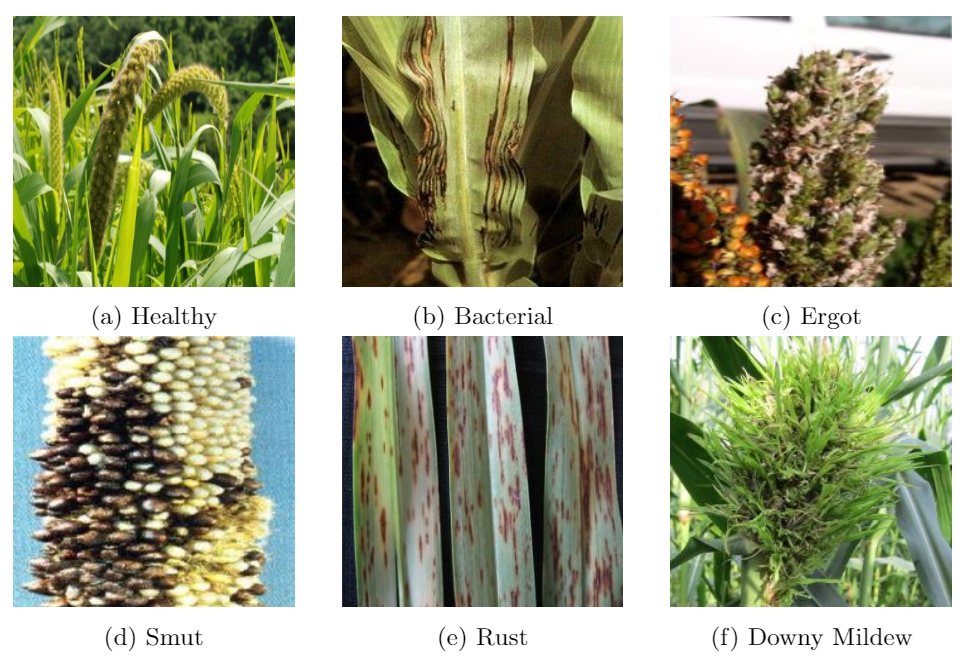 (a) Healthy
(b) Bacterial
(c) Ergot
(d) Smut
(e) Rust
(f) Downy Mildew